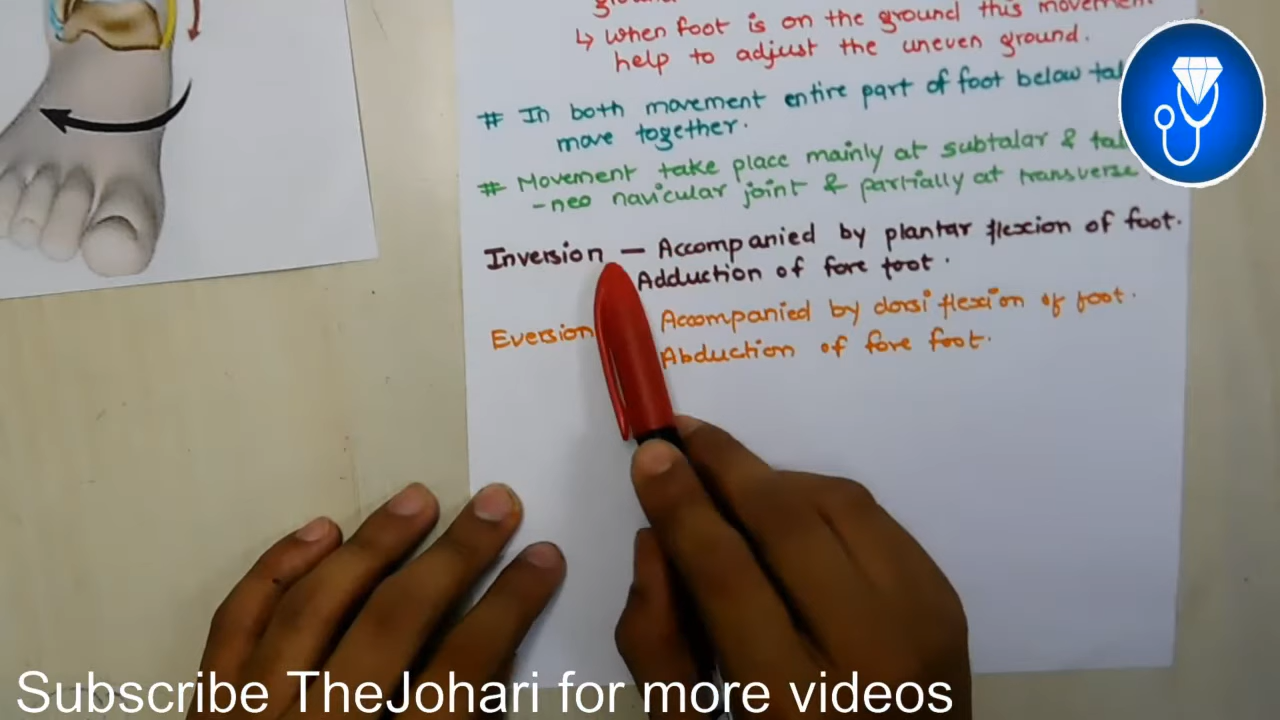 ↳ When foot is on the ground this movement
help to adjust the uneven ground.
# In both movement entire part of foot below
move together.
# Movement take place mainly at subtalar &
-neo navicular joint & partially at transverse
Inversion — Accompanied by plantar flexion of foot.
Adduction of fore foot.
Eversion Accompanied by dorsi flexion of foot.
Abduction of fore foot.
Subscribe TheJohari for more videos